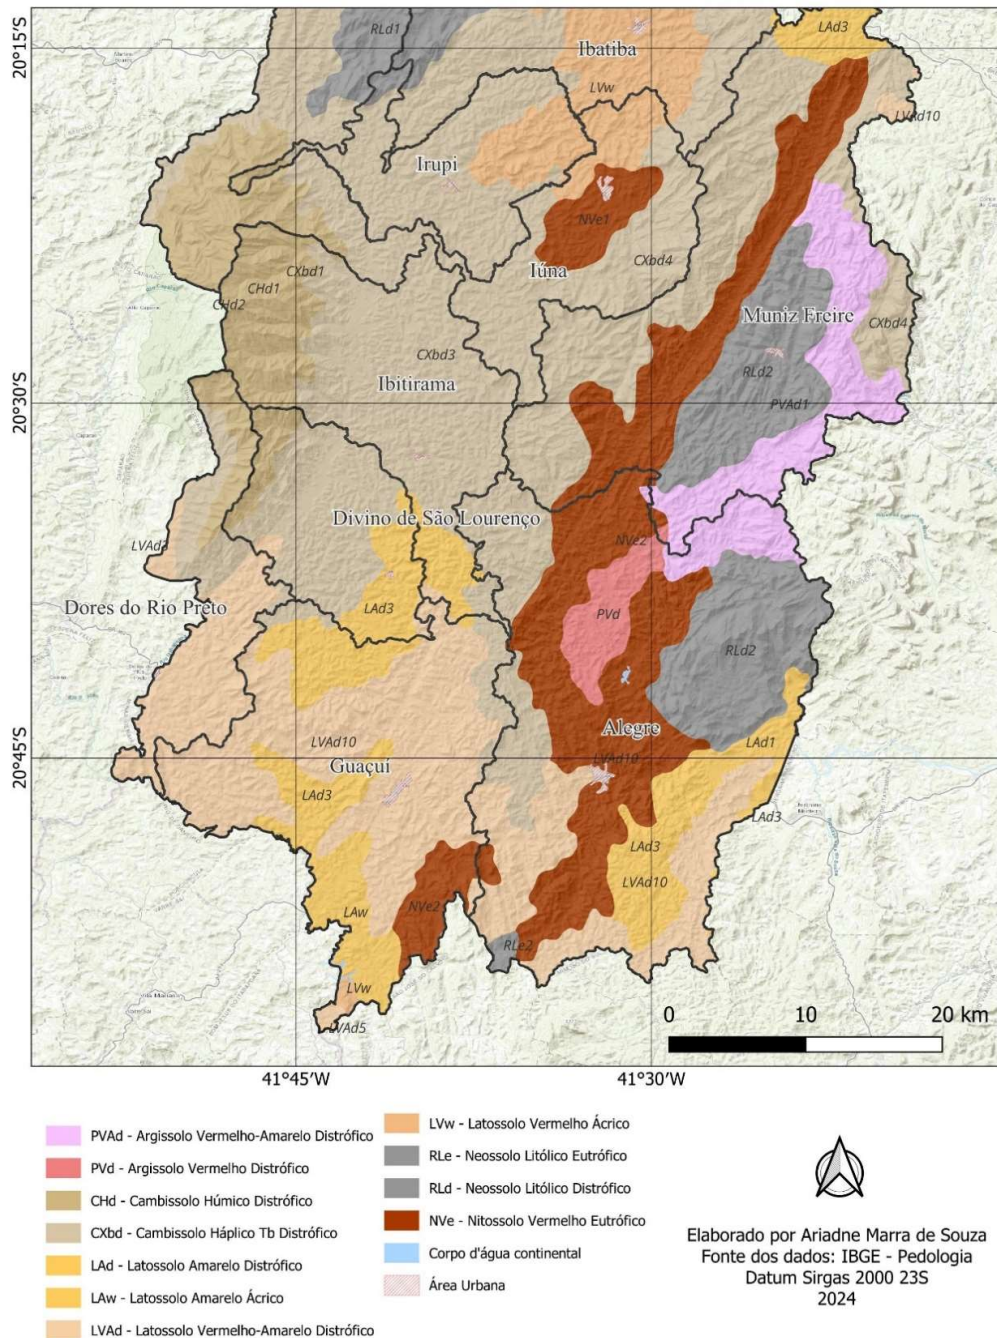 RLd1
LAd3
20°15'S
Ibatiba
LVw
LVAd10
Irupi
NVe1
CXbd4
Iúna
CXbd1
CHd1
CHd2
Muniz Freire
CXbd4
CXbd3
Ibitirama
RLd2
20°30'S
PVAd1
Divino de São Lourenço
NVe2
Dores do Rio Preto
LAd3
PVd
RLd2
Alegre
LVAd10
LAd1
20°45'S
LVAd10
Guaçuí
LAd3
LAd3
LAd3
LVAd10
LAw
NVe2
RLe2
LVw
LVAd5
0 10 20 km
41°45'W 41°30'W
PVAd - Argissolo Vermelho-Amarelo Distrófico
PVd - Argissolo Vermelho Distrófico
CHd - Cambissolo Húmico Distrófico
CXbd - Cambissolo Háplico Tb Distrófico
LAd - Latossolo Amarelo Distrófico
LAw - Latossolo Amarelo Ácrico
LVAd - Latossolo Vermelho-Amarelo Distrófico
LVw - Latossolo Vermelho Ácrico
RLe - Neossolo Litólico Eutrófico
RLd - Neossolo Litólico Distrófico
NVe - Nitossolo Vermelho Eutrófico
Corpo d'água continental
Área Urbana
Elaborado por Ariadne Marra de Souza
Fonte dos dados: IBGE - Pedologia
Datum Sirgas 2000 23S
2024